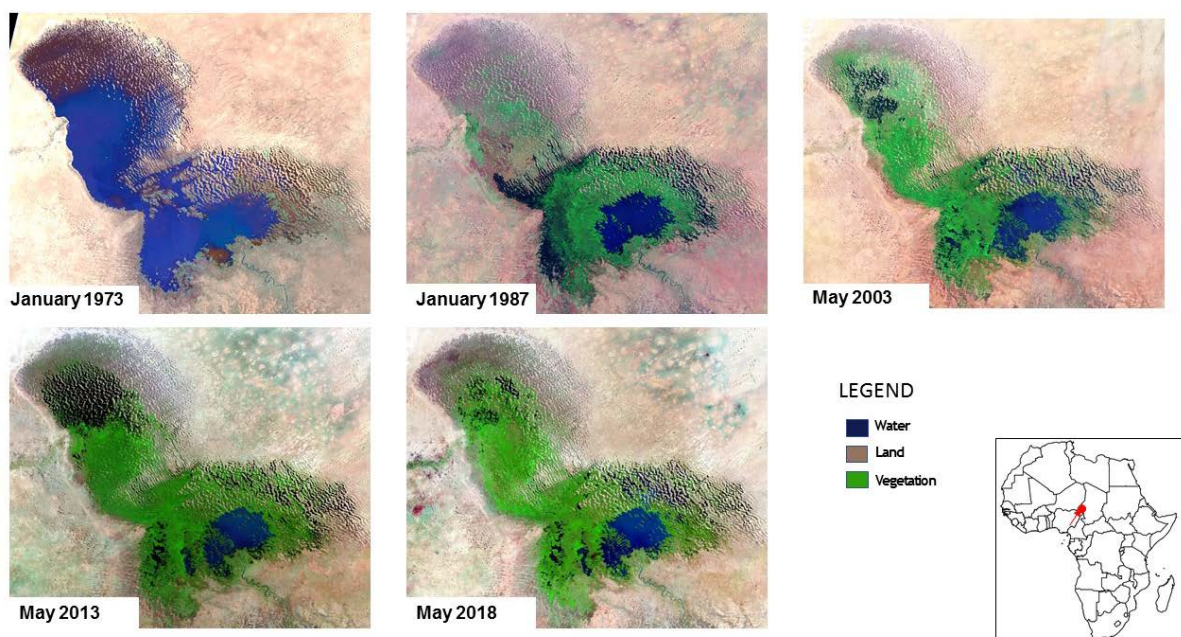 January 1973
January 1987
May 2003
May 2013
May 2018
LEGEND
Water
Land
Vegetation